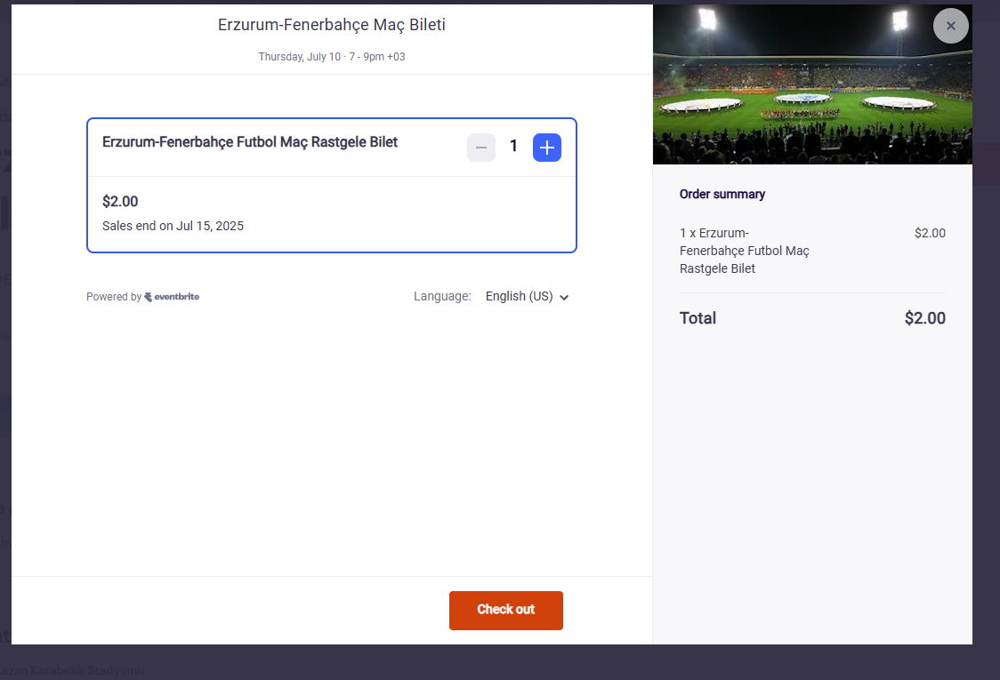 Erzurum-Fenerbahçe Maç Bileti
Thursday, July 10 · 7 - 9pm +03
Erzurum-Fenerbahçe Futbol Maç Rastgele Bilet
1
$2.00
Sales end on Jul 15, 2025
Powered by eventbrite
Language: English (US)
Check out
Order summary
1 x Erzurum- $2.00
Fenerbahçe Futbol Maç
Rastgele Bilet
Total $2.00
Karabekir Stadyumu